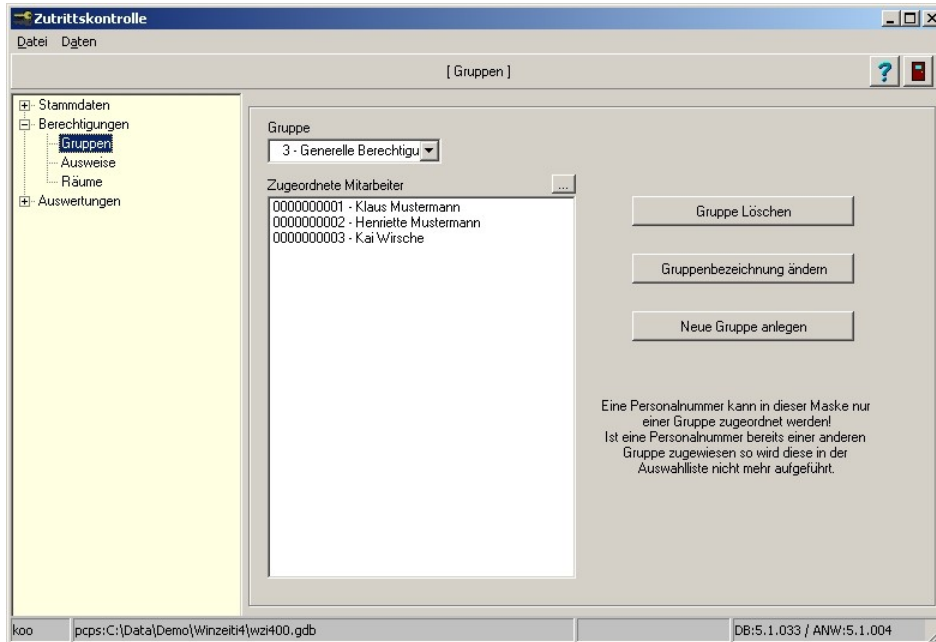 Zutrittskontrolle
Datei Daten
[ Gruppen ]
?
Stammdaten
Berechtigungen
Gruppen
Ausweise
Räume
Auswertungen
Gruppe
3 - Generelle Berechtigu
Zugeordnete Mitarbeiter
...
0000000001 - Klaus Mustermann
0000000002 - Henriette Mustermann
0000000003 - Kai Wirsche
Gruppe Löschen
Gruppenbezeichnung ändern
Neue Gruppe anlegen
Eine Personalnummer kann in dieser Maske nur
einer Gruppe zugeordnet werden!
Ist eine Personalnummer bereits einer anderen
Gruppe zugewiesen so wird diese in der
Auswahlliste nicht mehr aufgeführt.
koo
pcps:C:\Data\Demo\Winzeiti4\wzi400.gdb
DB:5.1.033 / ANW:5.1.004